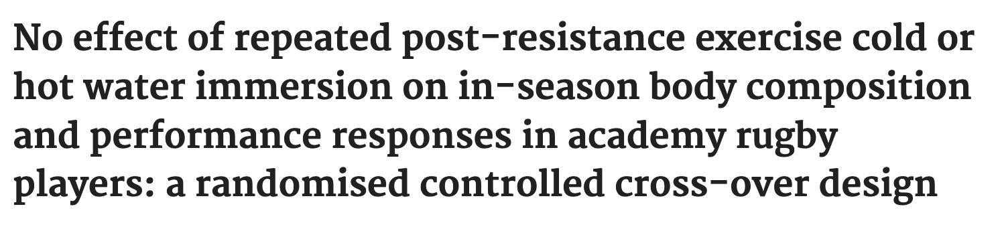 No effect of repeated post-resistance exercise cold or
hot water immersion on in-season body composition
and performance responses in academy rugby
players: a randomised controlled cross-over design